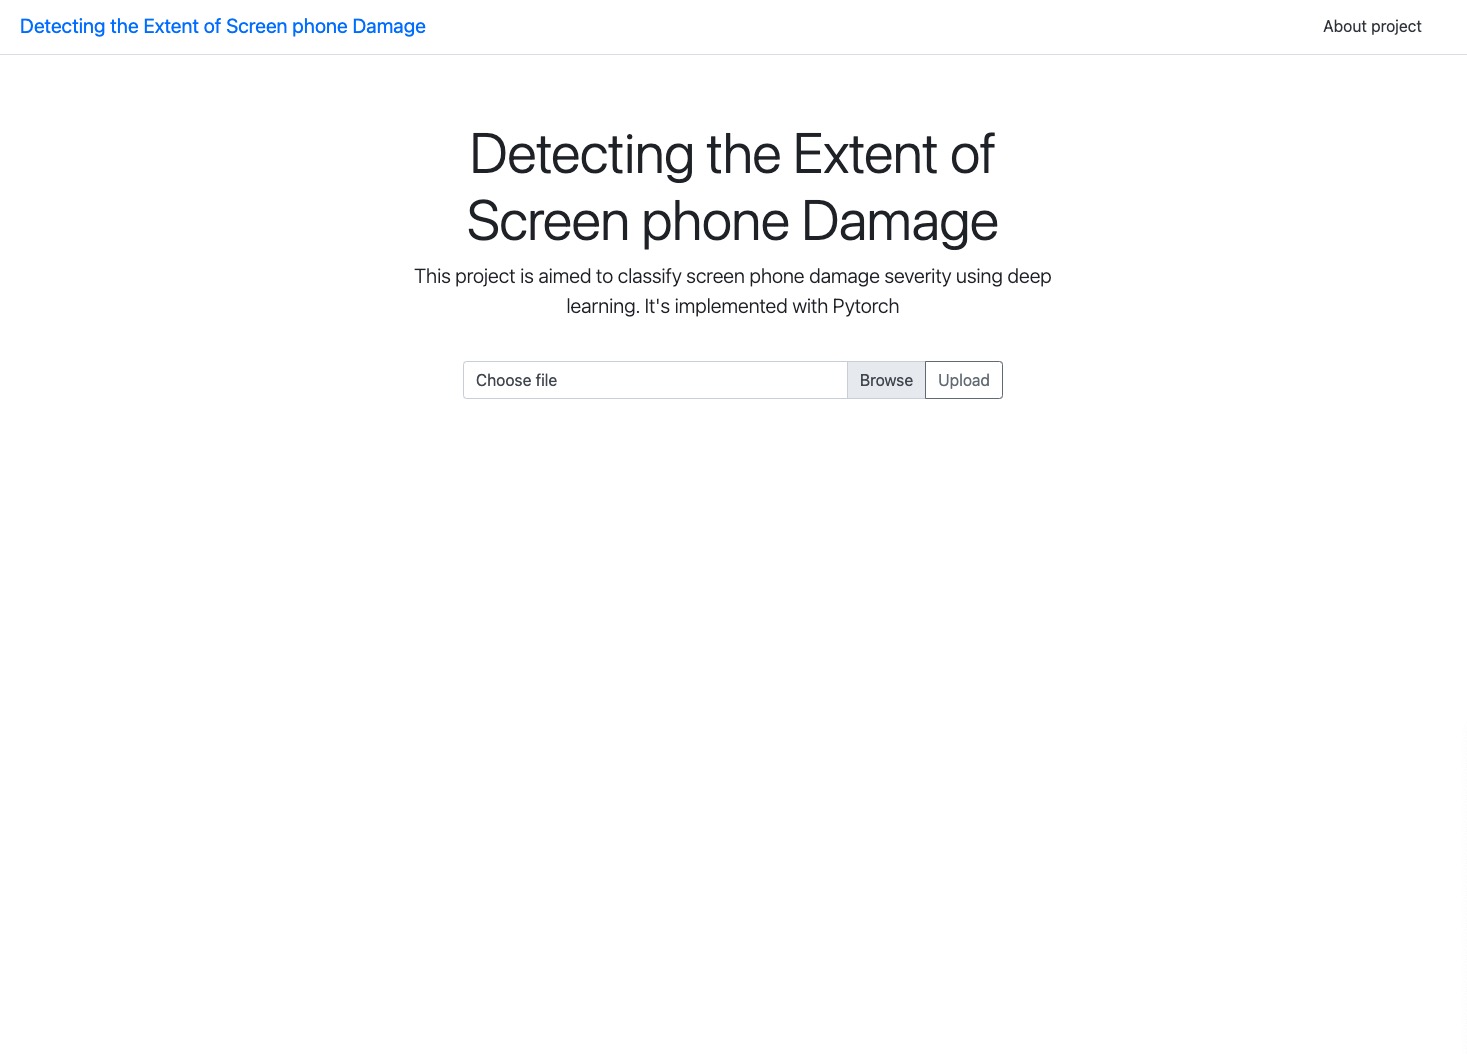 Detecting the Extent of Screen phone Damage
About project
Detecting the Extent of
Screen phone Damage
This project is aimed to classify screen phone damage severity using deep
learning. It's implemented with Pytorch
Choose file
Browse
Upload